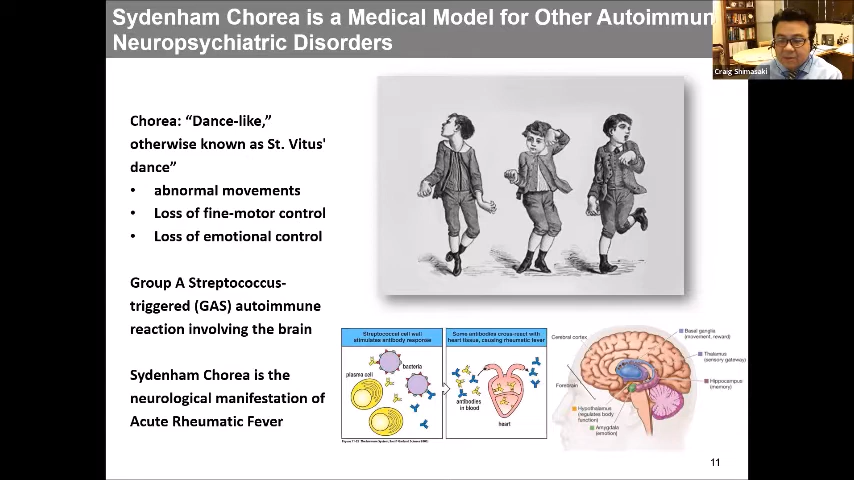 Sydenham Chorea is a Medical Model for Other Autoimmun
Neuropsychiatric Disorders
Craig Shimasaki
Chorea: “Dance-like,”
otherwise known as St. Vitus'
dance”
• abnormal movements
• Loss of fine-motor control
• Loss of emotional control
Group A Streptococcus-
triggered (GAS) autoimmune
reaction involving the brain
Sydenham Chorea is the
neurological manifestation of
Acute Rheumatic Fever
Streptococcal cell wall
stimulates antibody response
plasma cell
bacteria
Some antibodies cross-react with
heart tissue, causing rheumatic fever
antibodies
in blood
heart
Cerebral cortex
Forebrain
Hypothalamus
(regulates body
function)
Amygdala
(emotion)
Basal ganglia
(movement, reward)
Thalamus
(sensory gateway)
Hippocampus
(memory)
11